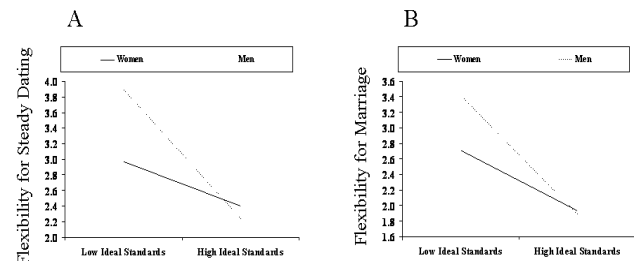 A
Women Men
Flexibility for Steady Dating
4.0
3.8
3.6
3.4
3.2
3.0
2.8
2.6
2.4
2.2
2.0
Low Ideal Standards High Ideal Standards
B
Women Men
Flexibility for Marriage
3.6
3.4
3.2
3.0
2.8
2.6
2.4
2.2
2.0
1.8
1.6
Low Ideal Standards High Ideal Standards